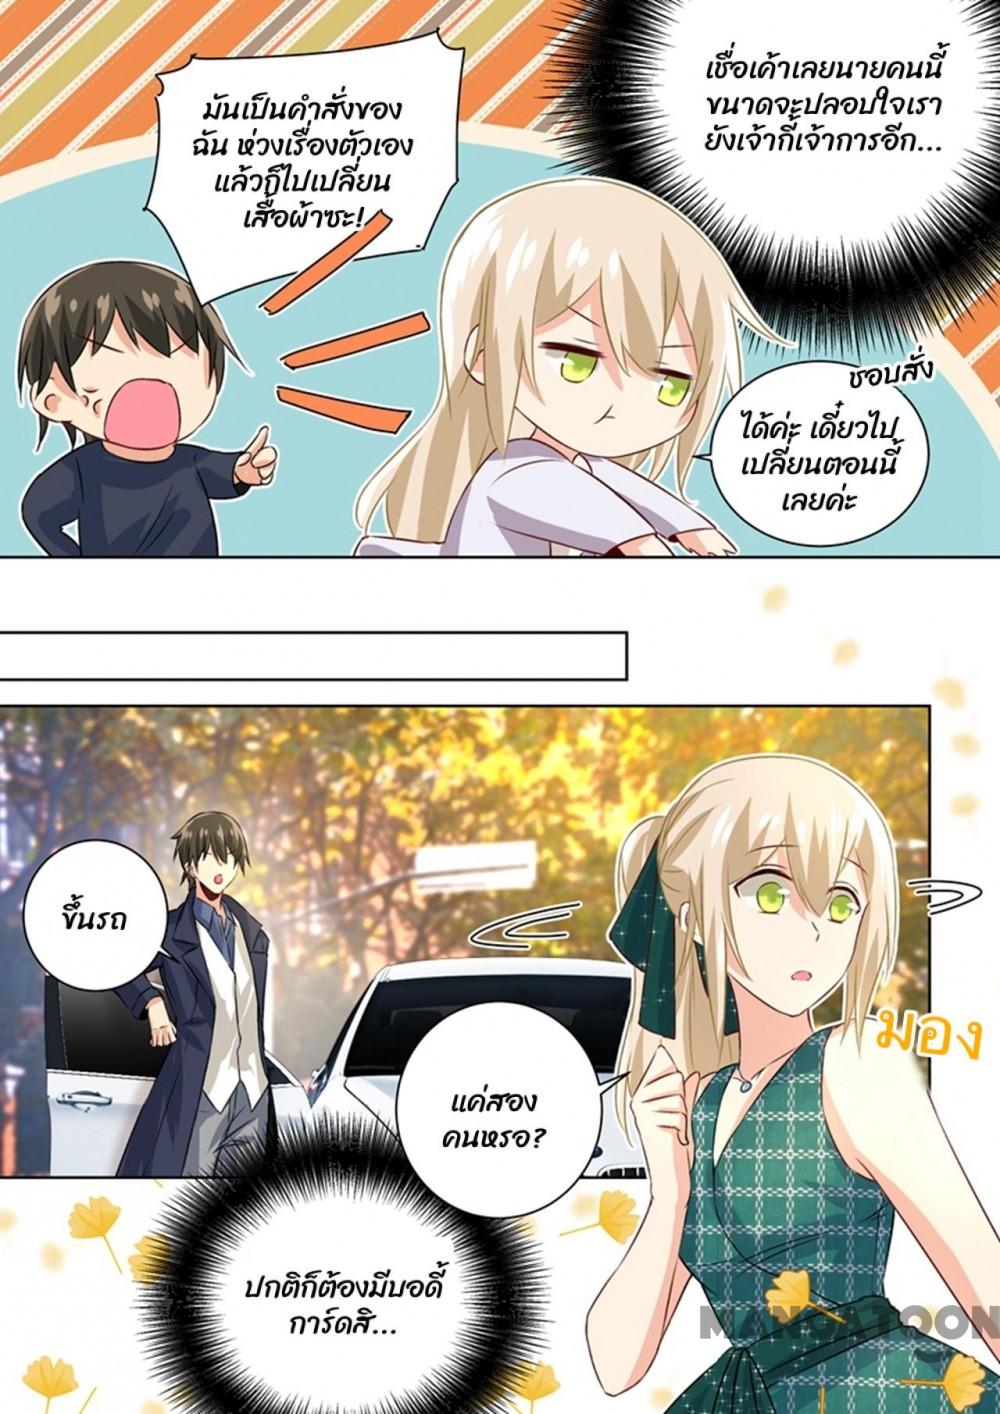 เชื่อเค้าเลยนายคนนี้
ขนาดจะปลอบใจเรา
ยังเจ้ากี้เจ้าการอีก...
มันเป็นคำสั่งของ
ฉัน ห่วงเรื่องตัวเอง
แล้วก็ไปเปลี่ยน
เสื้อผ้าซะ!
ชอบสั่ง
ได้ค่ะ เดี๋ยวไป
เปลี่ยนตอนนี้
เลยค่ะ
ขึ้นรถ
มอง
แค่สอง
คนหรอ?
ปกติก็ต้องมีบอดี้
การ์ดสิ...
MANGATOON